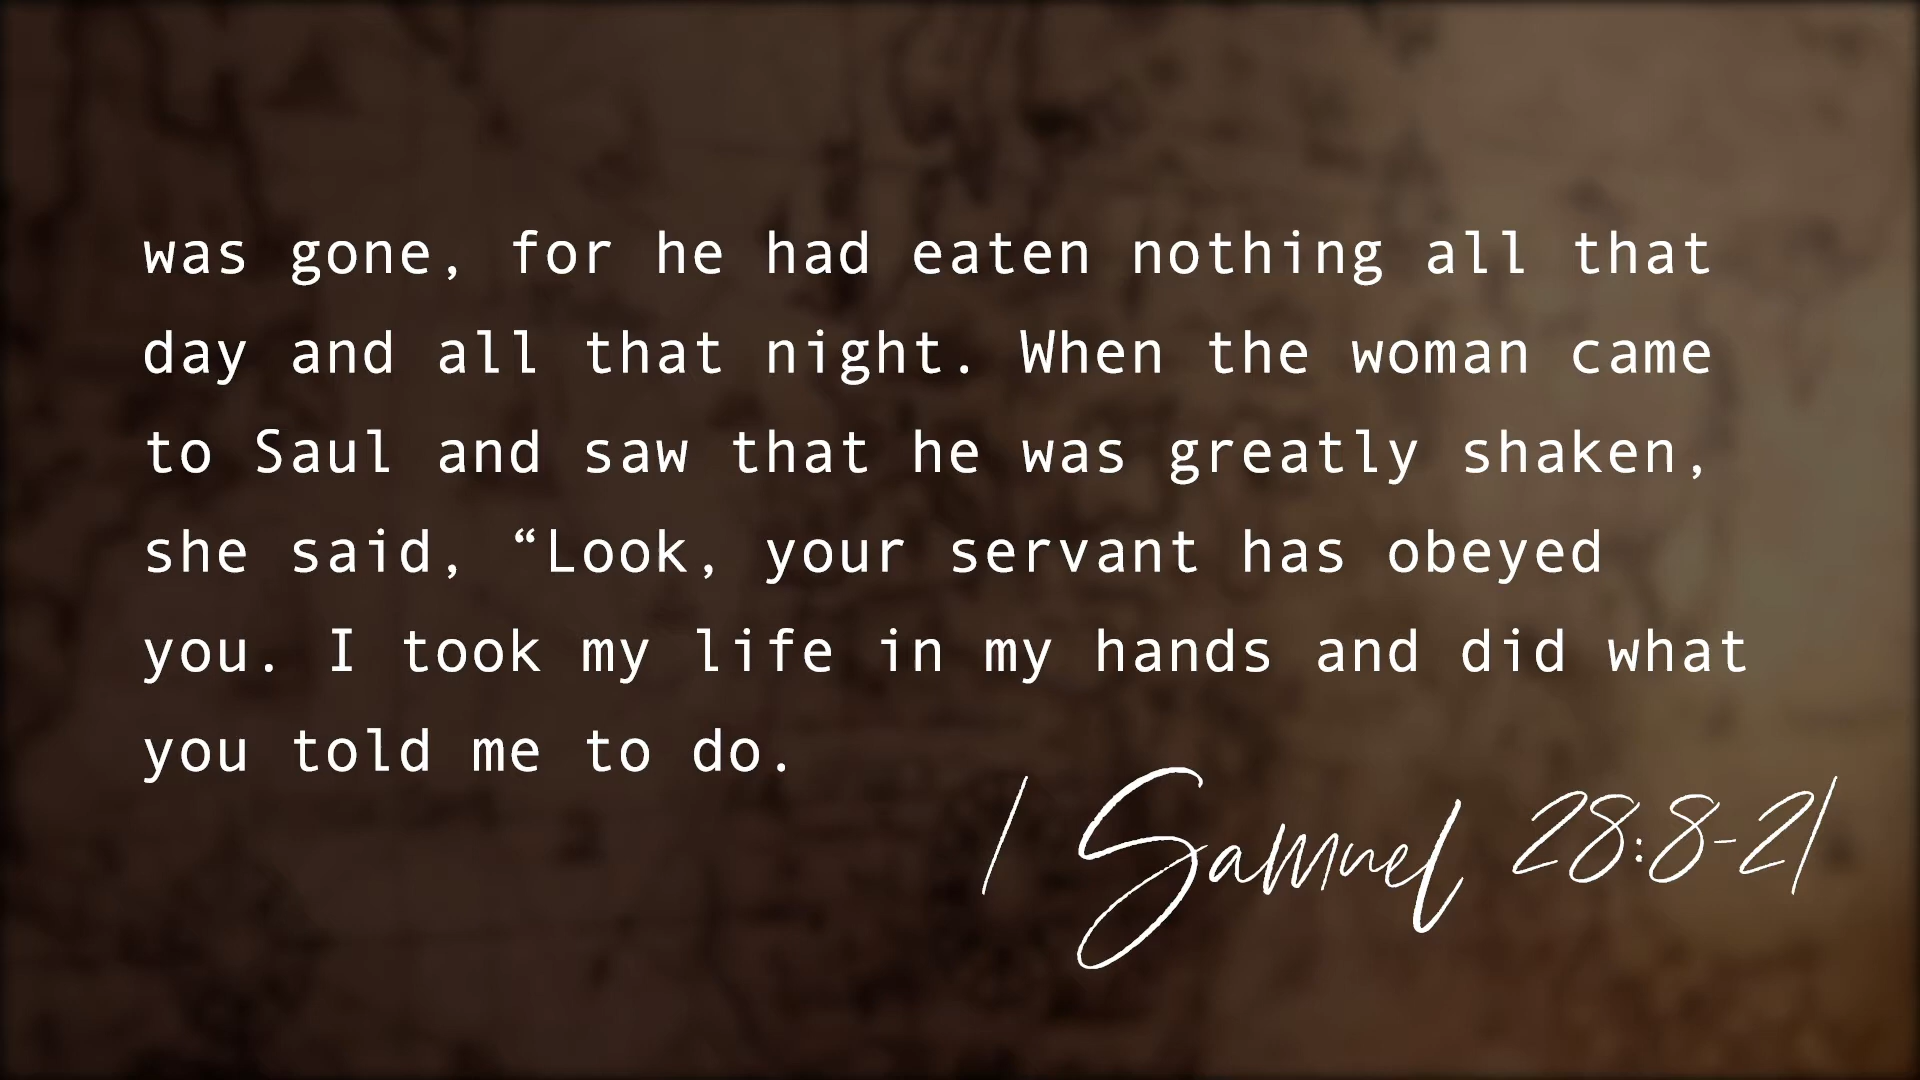 was gone, for he had eaten nothing all that
day and all that night. When the woman came
to Saul and saw that he was greatly shaken,
she said, “Look, your servant has obeyed
you. I took my life in my hands and did what
you told me to do.
1 Samuel 28:8-21